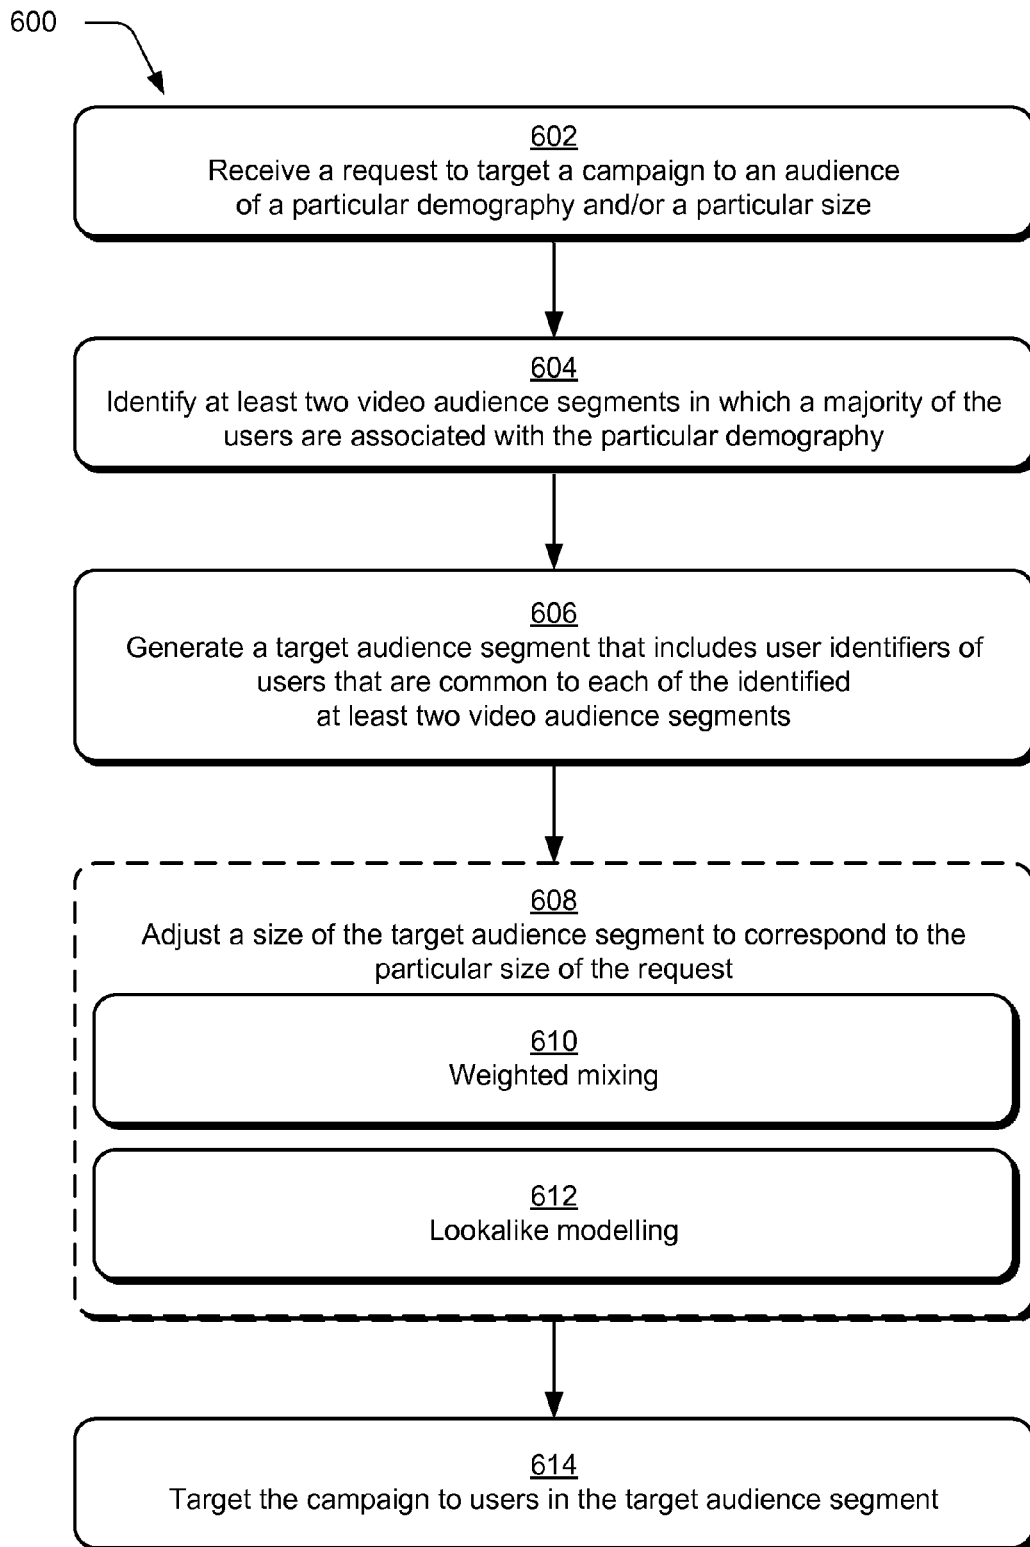 600
602
Receive a request to target a campaign to an audience
of a particular demography and/or a particular size
604
Identify at least two video audience segments in which a majority of the
users are associated with the particular demography
606
Generate a target audience segment that includes user identifiers of
users that are common to each of the identified
at least two video audience segments
608
Adjust a size of the target audience segment to correspond to the
particular size of the request
610
Weighted mixing
612
Lookalike modelling
614
Target the campaign to users in the target audience segment